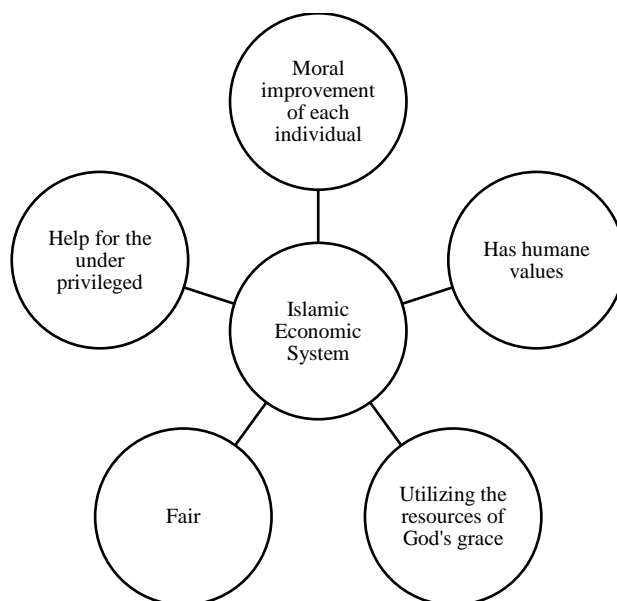 Moral
improvement
of each
individual
Help for the
under
privileged
Has humane
values
Islamic
Economic
System
Fair
Utilizing the
resources of
God's grace